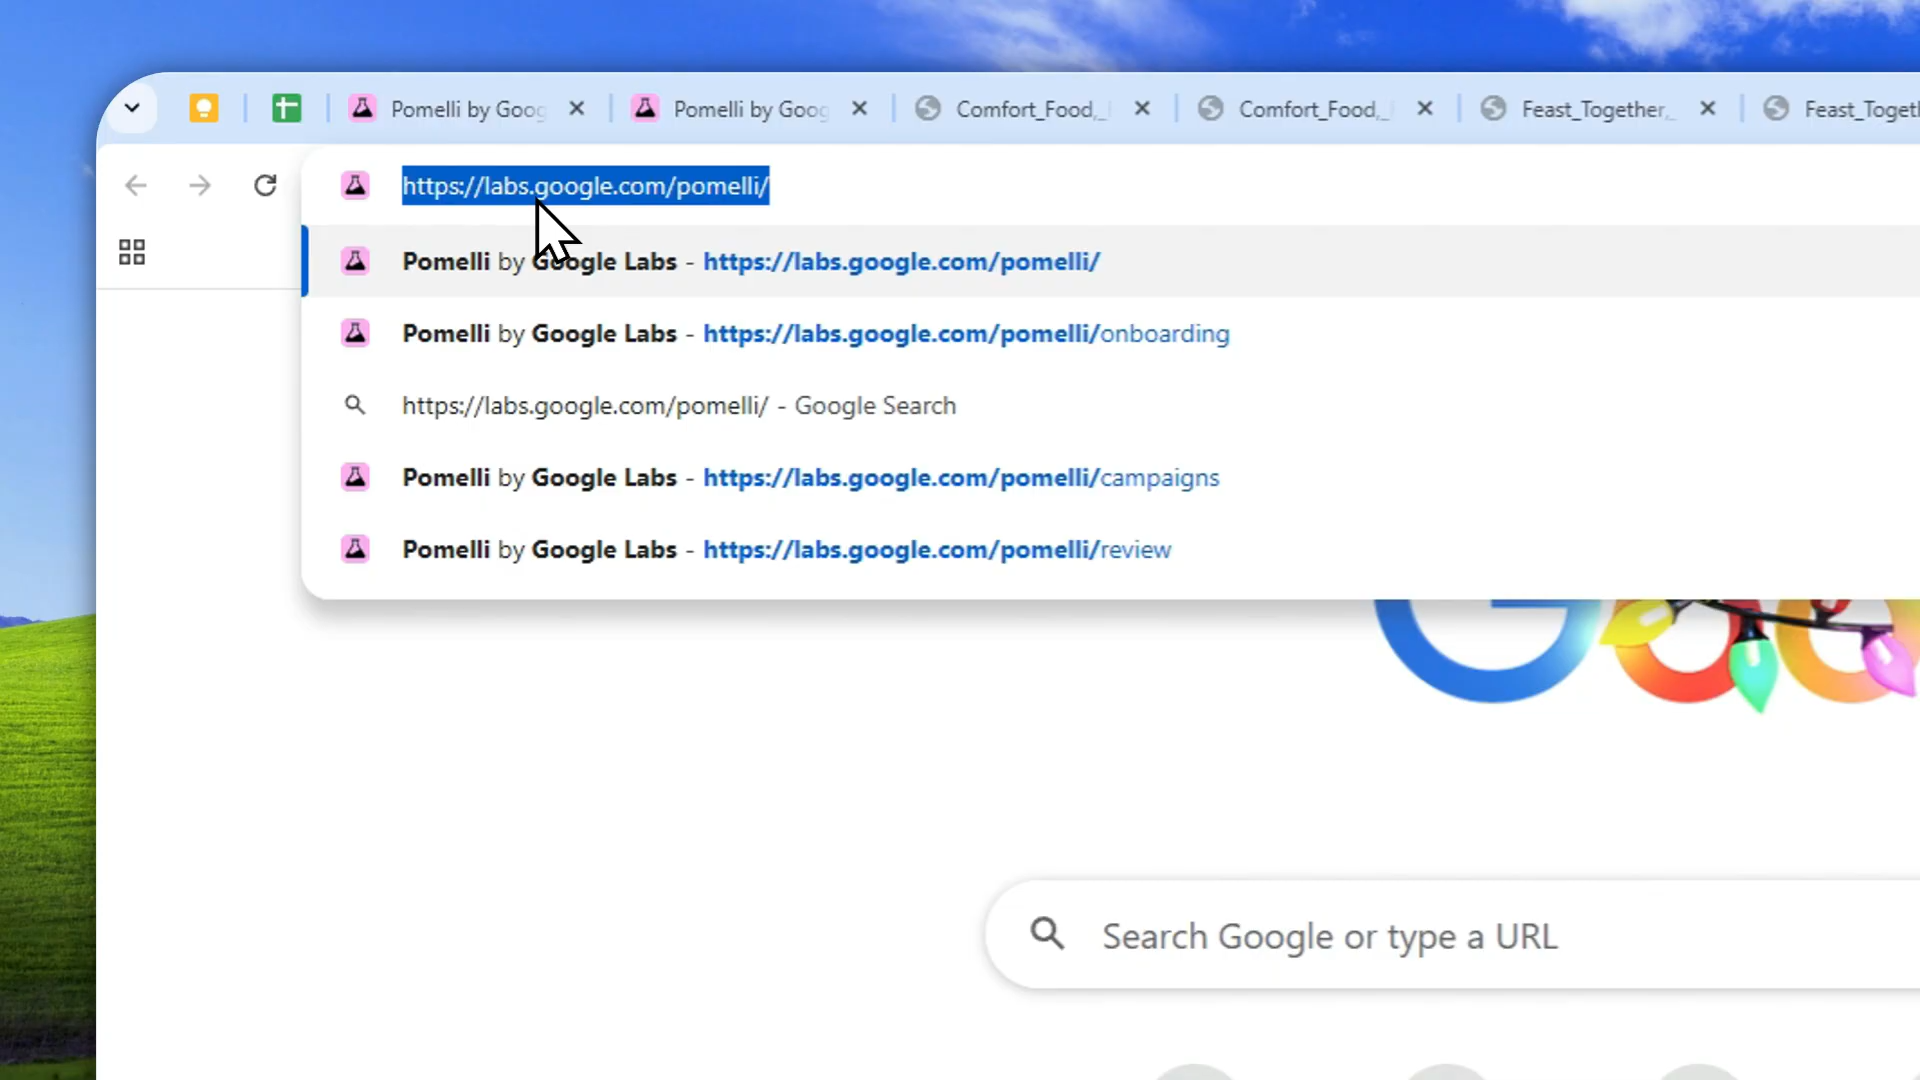 Pomelli by Goog
Pomelli by Goog
Comfort_Food,_
Comfort_Food,_
Feast_Together,_
Feast_Togeth
https://labs.google.com/pomelli/
Pomelli by Google Labs - https://labs.google.com/pomelli/
Pomelli by Google Labs - https://labs.google.com/pomelli/onboarding
https://labs.google.com/pomelli/ - Google Search
Pomelli by Google Labs - https://labs.google.com/pomelli/campaigns
Pomelli by Google Labs - https://labs.google.com/pomelli/review
Search Google or type a URL